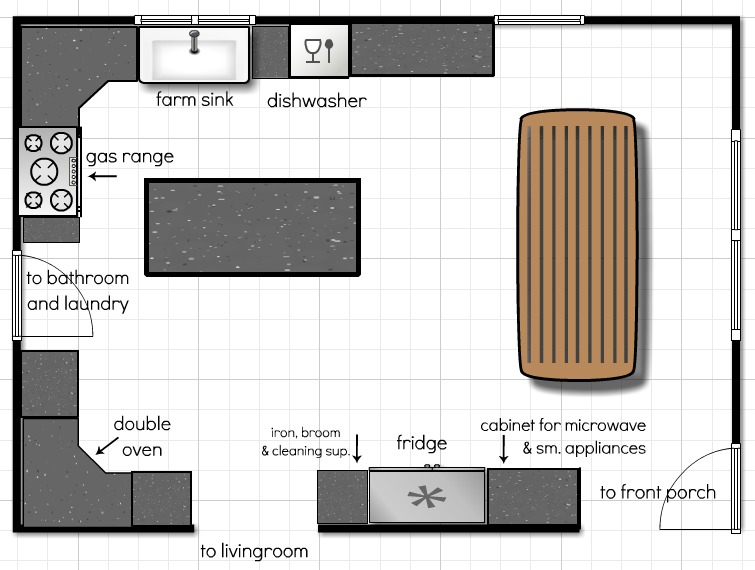 farm sink
dishwasher
gas range
to bathroom
and laundry
double
oven
iron, broom
& cleaning sup.
fridge
cabinet for microwave
& sm. appliances
to front porch
to livingroom